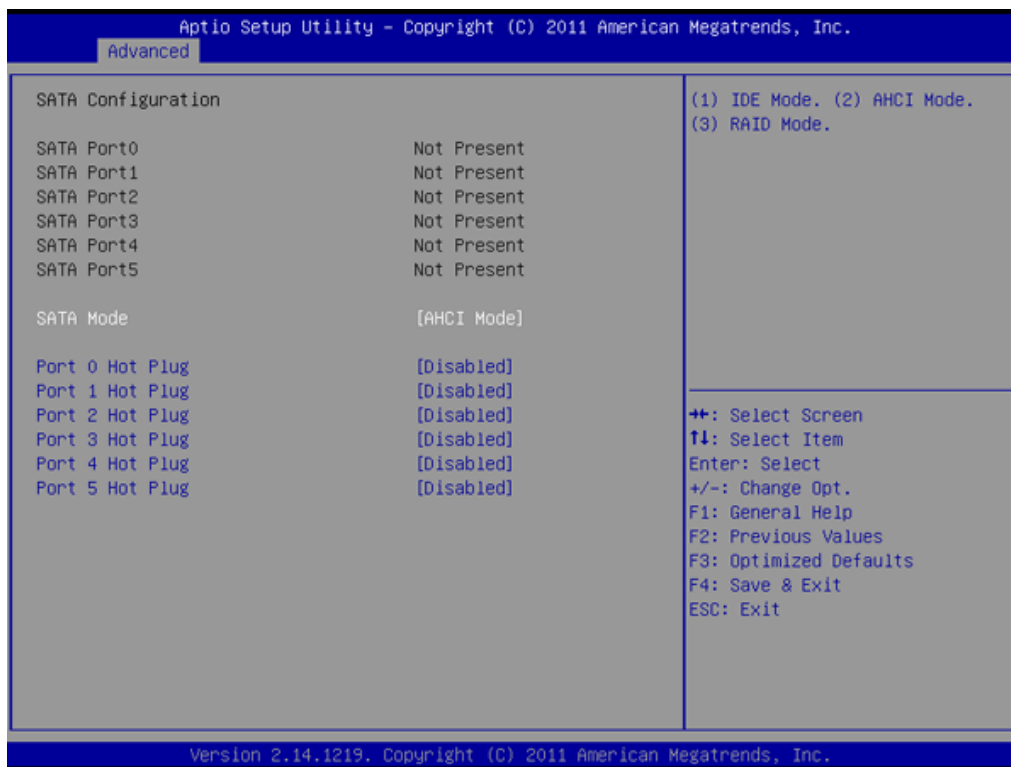 Aptio Setup Utility – Copyright (C) 2011 American Megatrends, Inc.
Advanced
SATA Configuration
SATA Port0 Not Present
SATA Port1 Not Present
SATA Port2 Not Present
SATA Port3 Not Present
SATA Port4 Not Present
SATA Port5 Not Present
SATA Mode [AHCI Mode]
Port 0 Hot Plug [Disabled]
Port 1 Hot Plug [Disabled]
Port 2 Hot Plug [Disabled]
Port 3 Hot Plug [Disabled]
Port 4 Hot Plug [Disabled]
Port 5 Hot Plug [Disabled]
(1) IDE Mode. (2) AHCI Mode.
(3) RAID Mode.
→←: Select Screen
↑↓: Select Item
Enter: Select
+/-: Change Opt.
F1: General Help
F2: Previous Values
F3: Optimized Defaults
F4: Save & Exit
ESC: Exit
Version 2.14.1219. Copyright (C) 2011 American Megatrends, Inc.